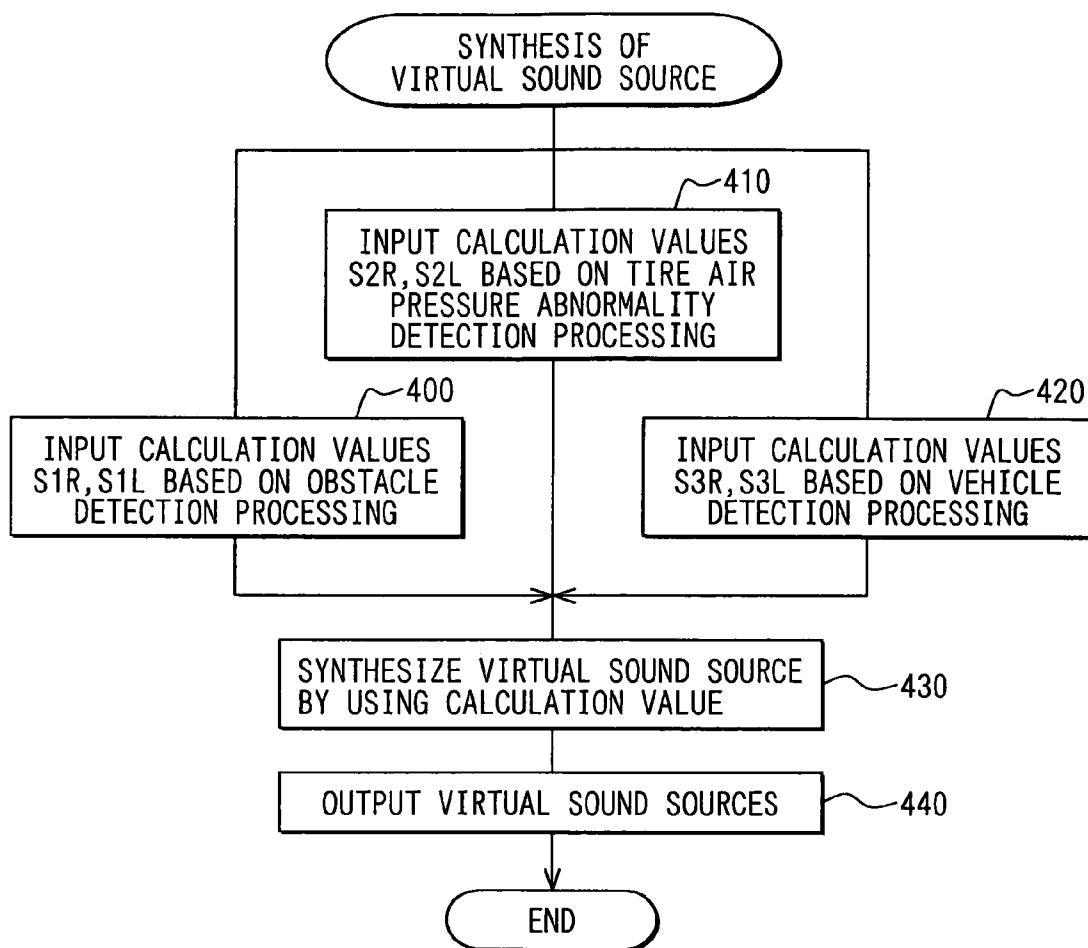 SYNTHESIS OF
VIRTUAL SOUND SOURCE
410
INPUT CALCULATION VALUES
S2R,S2L BASED ON TIRE AIR
PRESSURE ABNORMALITY
DETECTION PROCESSING
400
INPUT CALCULATION VALUES
S1R,S1L BASED ON OBSTACLE
DETECTION PROCESSING
420
INPUT CALCULATION VALUES
S3R,S3L BASED ON VEHICLE
DETECTION PROCESSING
SYNTHESIZE VIRTUAL SOUND SOURCE
BY USING CALCULATION VALUE
430
OUTPUT VIRTUAL SOUND SOURCES
440
END